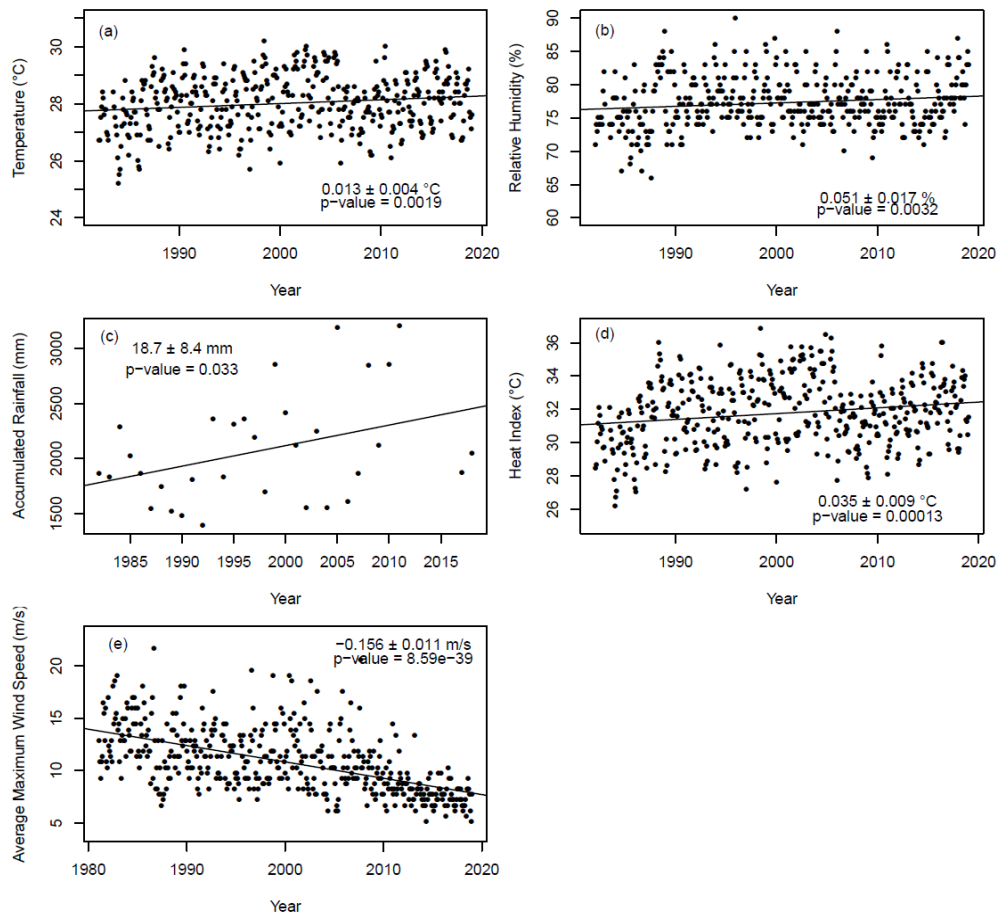 (a)
Temperature (°C)
30
28
26
24
0.013 ± 0.004 °C
p−value = 0.0019
1990
2000
2010
2020
Year
(b)
Relative Humidity (%)
90
85
80
75
70
65
60
0.051 ± 0.017 %
p−value = 0.0032
1990
2000
2010
2020
Year
(c)
Accumulated Rainfall (mm)
3000
2500
2000
1500
18.7 ± 8.4 mm
p−value = 0.033
1985
1990
1995
2000
2005
2010
2015
Year
(d)
Heat Index (°C)
36
34
32
30
28
26
0.035 ± 0.009 °C
p−value = 0.00013
1990
2000
2010
2020
Year
(e)
Average Maximum Wind Speed (m/s)
20
15
10
5
−0.156 ± 0.011 m/s
p−value = 8.59e−39
1980
1990
2000
2010
2020
Year